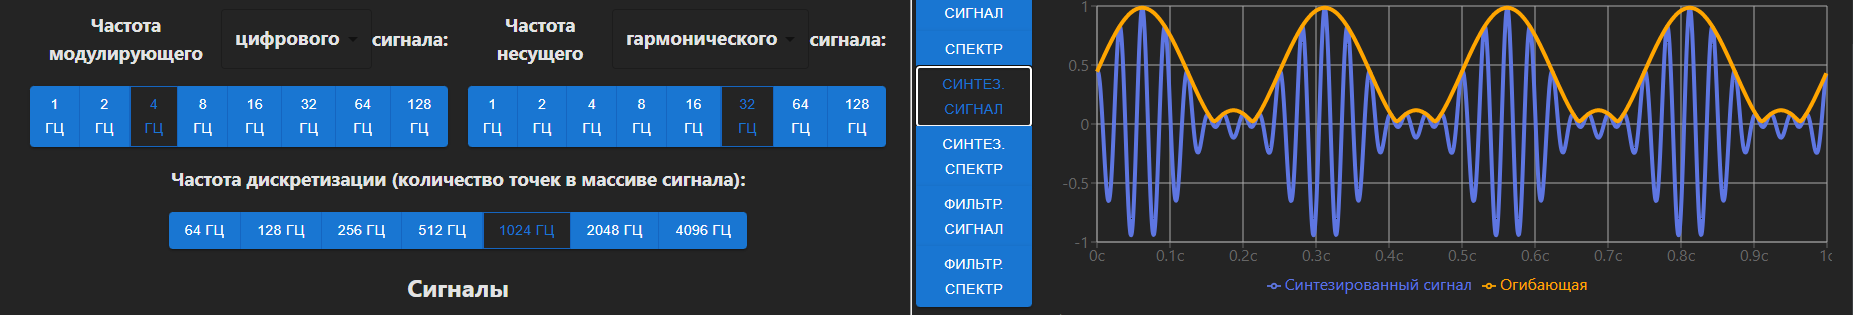 Частота
модулирующего
цифрового
сигнала:
Частота
несущего
гармонического
сигнала:
1 ГЦ
2 ГЦ
4 ГЦ
8 ГЦ
16 ГЦ
32 ГЦ
64 ГЦ
128 ГЦ
1 ГЦ
2 ГЦ
4 ГЦ
8 ГЦ
16 ГЦ
32 ГЦ
64 ГЦ
128 ГЦ
Частота дискретизации (количество точек в массиве сигнала):
64 ГЦ
128 ГЦ
256 ГЦ
512 ГЦ
1024 ГЦ
2048 ГЦ
4096 ГЦ
Сигналы
СИГНАЛ
СПЕКТР
СИНТЕЗ.
СИГНАЛ
СИНТЕЗ.
СПЕКТР
ФИЛЬТР.
СИГНАЛ
ФИЛЬТР.
СПЕКТР
1
0.5
0
-0.5
-1
0с 0.1с 0.2с 0.3с 0.4с 0.5с 0.6с 0.7с 0.8с 0.9с 1с
Синтезированный сигнал Огибающая